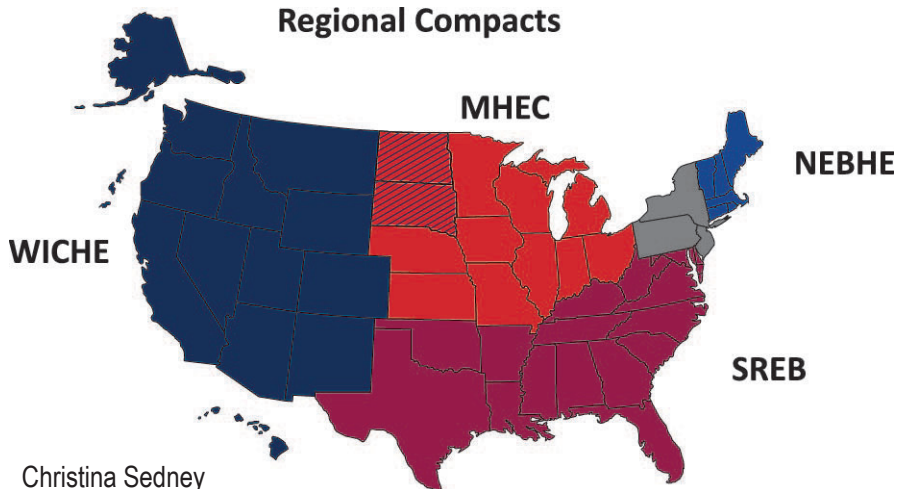 Regional Compacts
MHEC
NEBHE
WICHE
SREB
Christina Sedney